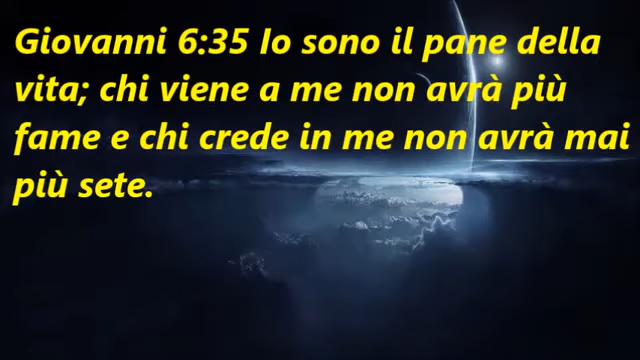 Giovanni 6:35 Io sono il pane della
vita; chi viene a me non avrà più
fame e chi crede in me non avrà mai
più sete.